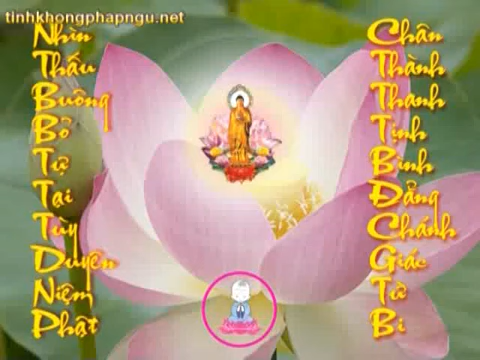 tinhkhongphapngu.net
Nhìn
Thấu
Buông
Bỏ
Tự
Tại
Tùy
Duyên
Niệm
Phật
Chân
Thành
Thanh
Tịnh
Bình
Đẳng
Chánh
Giác
Từ
Bi